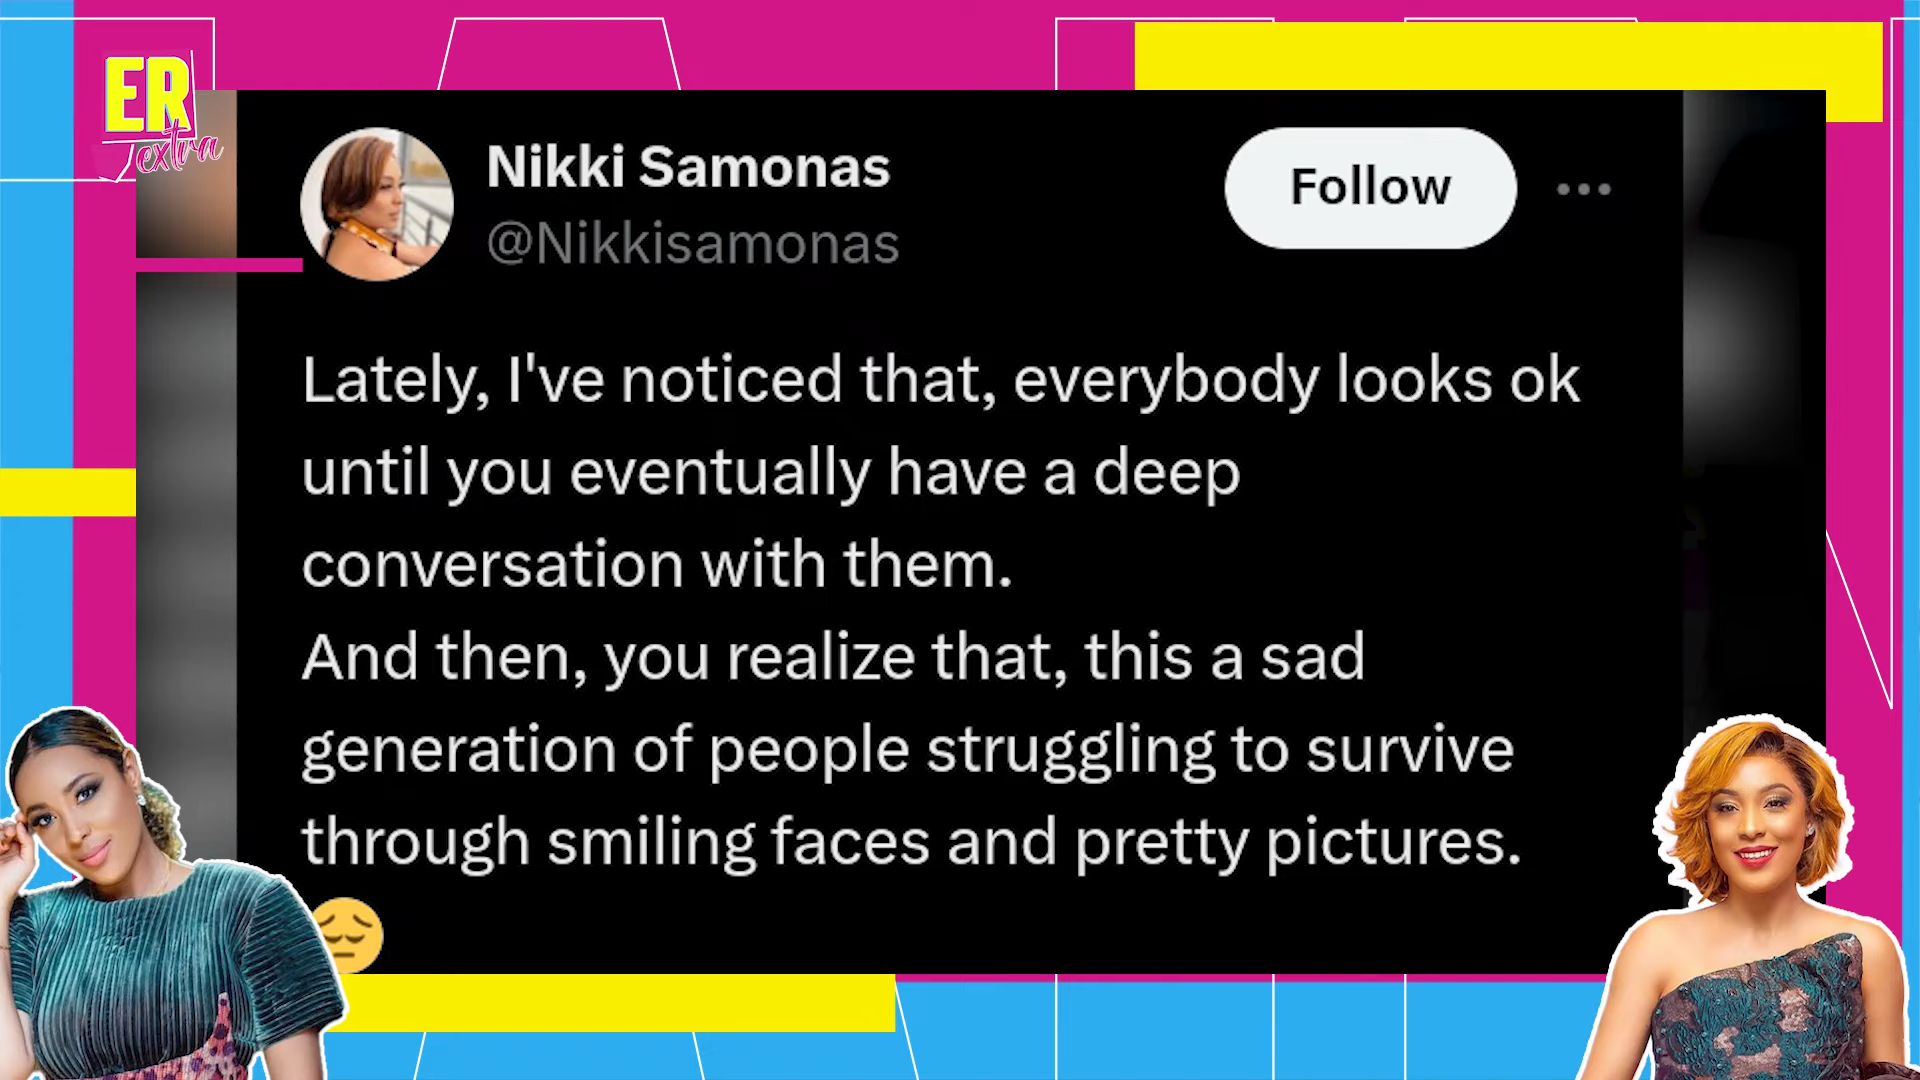 ER
extra
Nikki Samonas
@Nikkisamonas
Follow
Lately, I've noticed that, everybody looks ok
until you eventually have a deep
conversation with them.
And then, you realize that, this a sad
generation of people struggling to survive
through smiling faces and pretty pictures.
😔